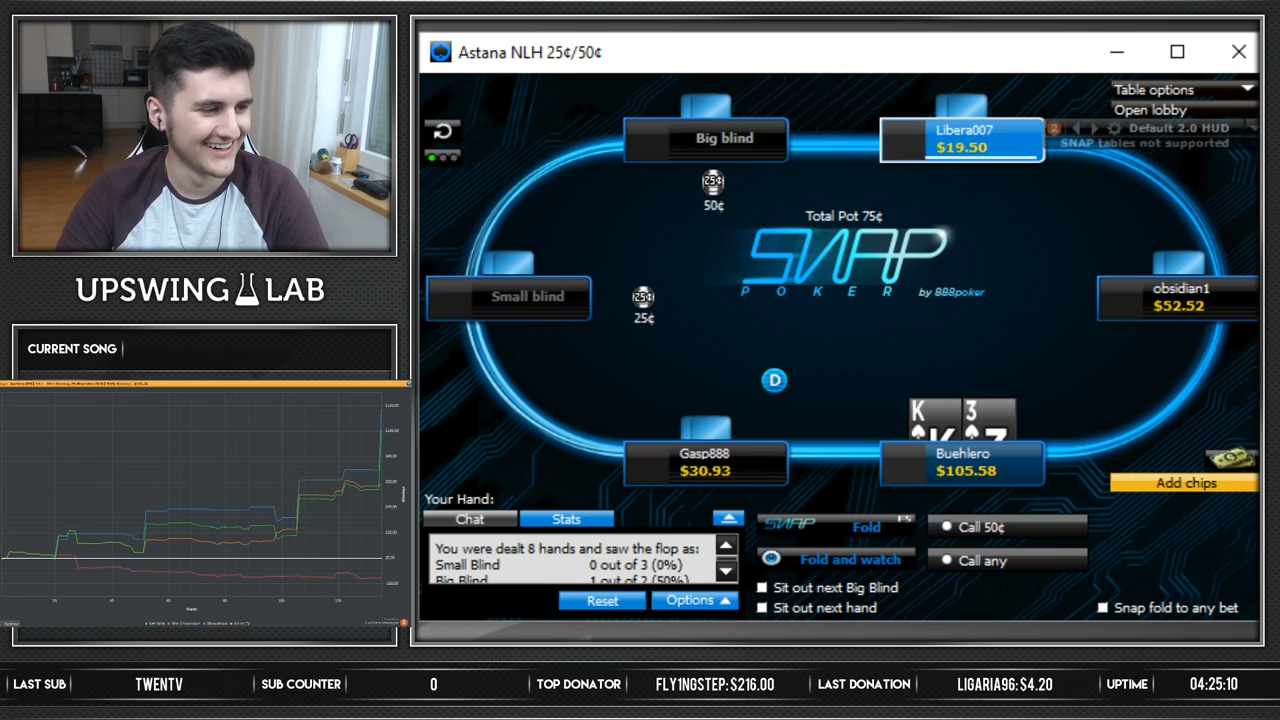 Astana NLH 25¢/50¢
Table options
Open lobby
Default 2.0 HUD
SNAP tables not supported
Big blind
Libera007
$19.50
2
25¢
50¢
Total Pot 75¢
SNAP
POKER by 888poker
obsidian1
$52.52
Small blind
25¢
25¢
D
K 3
K
Gasp888
$30.93
Buehlero
$105.58
Add chips
Your Hand:
Chat
Stats
You were dealt 8 hands and saw the flop as:
Small Blind 0 out of 3 (0%)
Big Blind 1 out of 2 (50%)
Reset
Options
SNAP Fold F5
Call 50¢
Fold and watch
Call any
Sit out next Big Blind
Sit out next hand
Snap fold to any bet
UPSWING LAB
CURRENT SONG
LAST SUB
TWENTV
SUB COUNTER
0
TOP DONATOR
FLY1NGSTEP: $216.00
LAST DONATION
LIGARIA96: $4.20
UPTIME
04:25:10